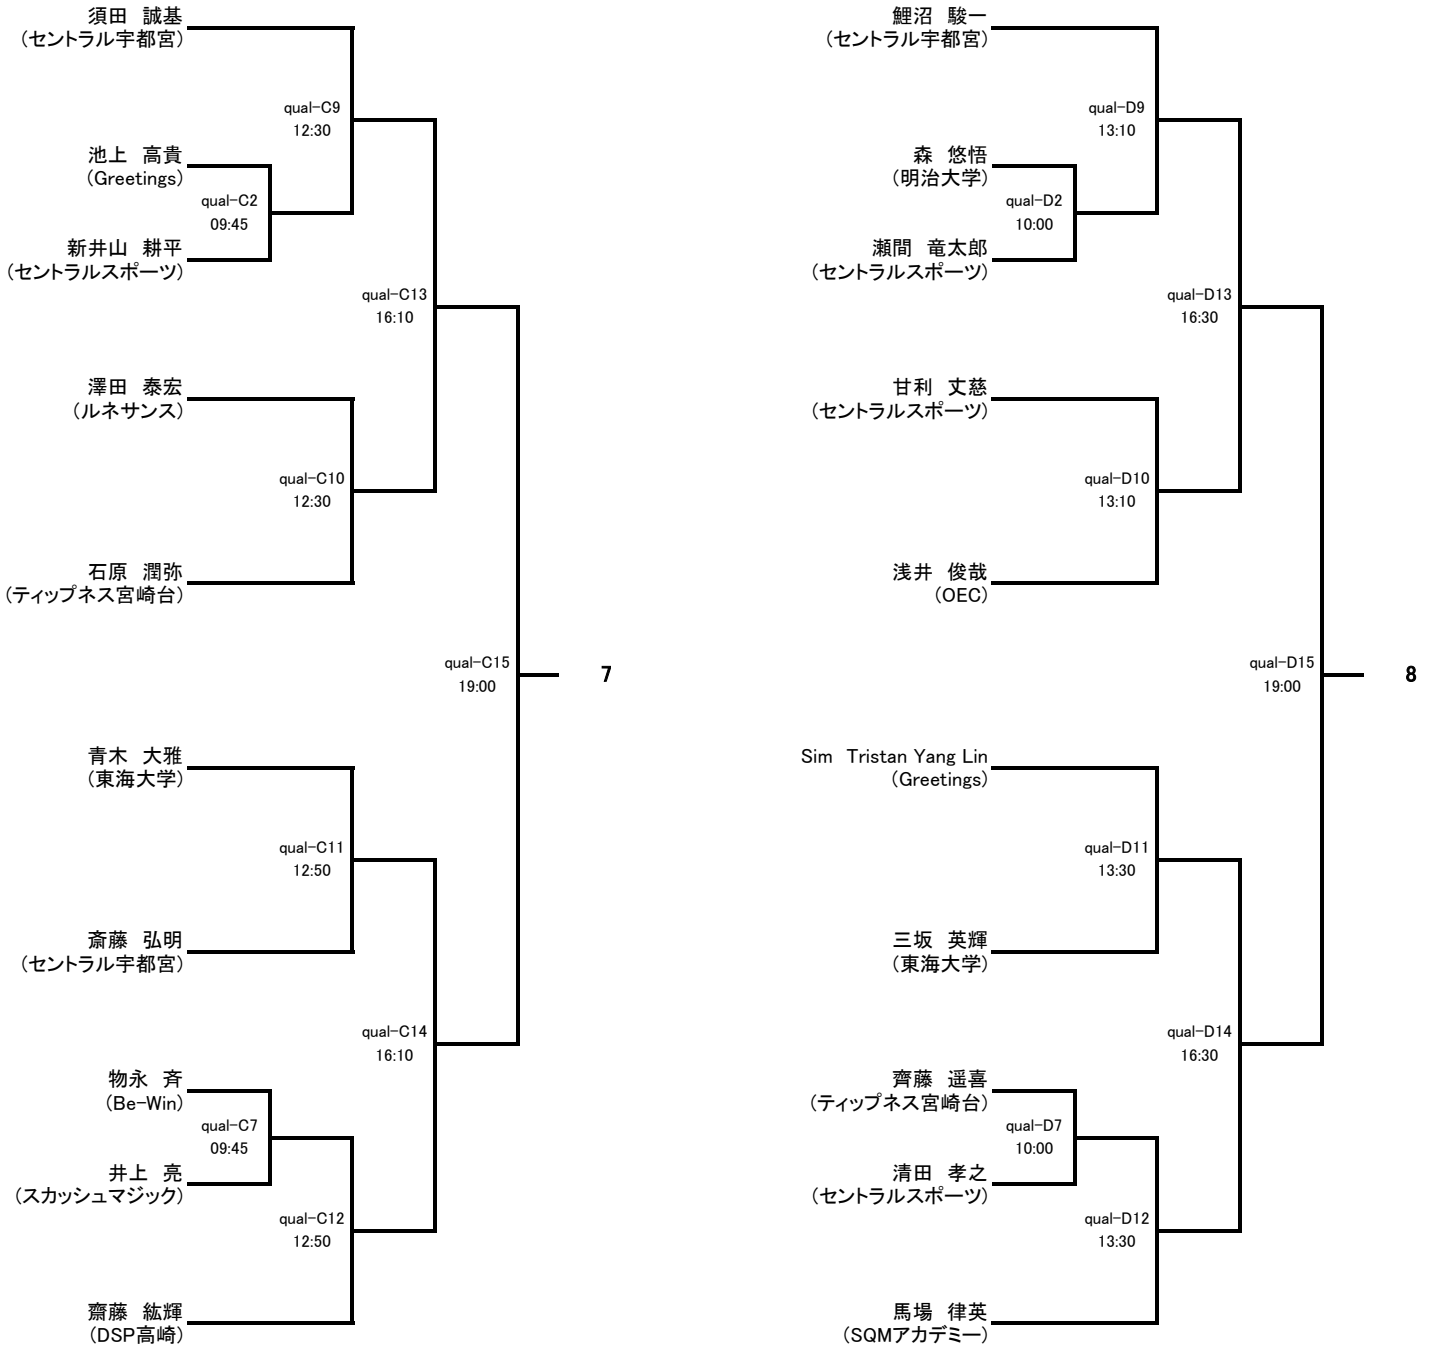 須田　誠基
(セントラル宇都宮)
qual-C9
12:30
池上　高貴
(Greetings)
qual-C2
09:45
新井山　耕平
(セントラルスポーツ)
qual-C13
16:10
澤田　泰宏
(ルネサンス)
qual-C10
12:30
石原　潤弥
(ティップネス宮崎台)
qual-C15
19:00
7
青木　大雅
(東海大学)
qual-C11
12:50
斎藤　弘明
(セントラル宇都宮)
qual-C14
16:10
物永　斉
(Be-Win)
qual-C7
09:45
井上　亮
(スカッシュマジック)
qual-C12
12:50
齋藤　紘輝
(DSP高崎)
鯉沼　駿一
(セントラル宇都宮)
qual-D9
13:10
森　悠悟
(明治大学)
qual-D2
10:00
瀬間　竜太郎
(セントラルスポーツ)
qual-D13
16:30
甘利　丈慈
(セントラルスポーツ)
qual-D10
13:10
浅井　俊哉
(OEC)
qual-D15
19:00
8
Sim　Tristan Yang Lin
(Greetings)
qual-D11
13:30
三坂　英輝
(東海大学)
qual-D14
16:30
齊藤　遥喜
(ティップネス宮崎台)
qual-D7
10:00
清田　孝之
(セントラルスポーツ)
qual-D12
13:30
馬場　律英
(SQMアカデミー)